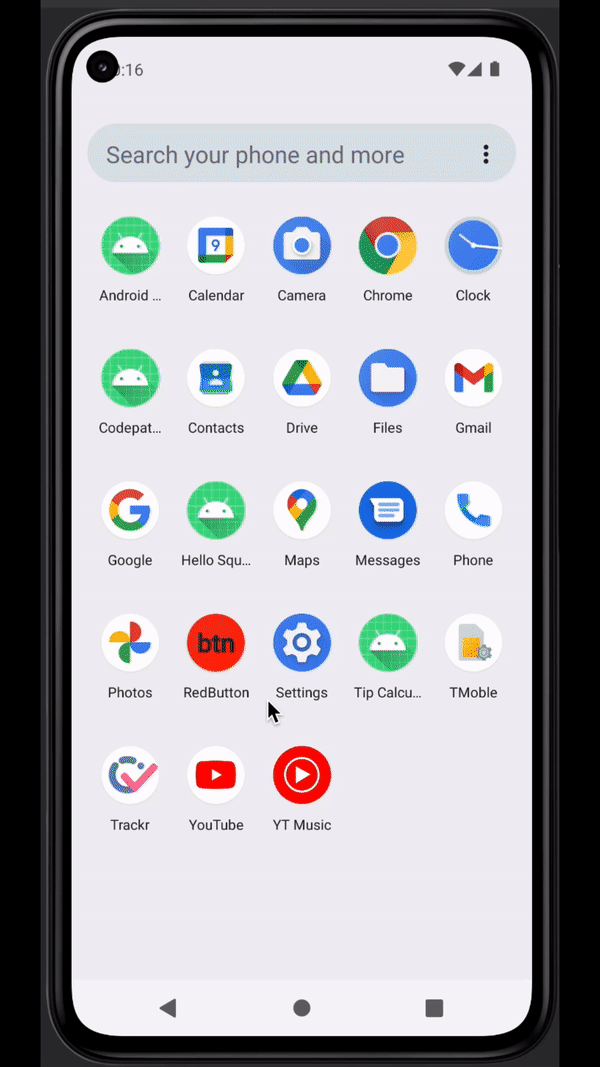 :16
Search your phone and more
9
Android ...
Calendar
Camera
Chrome
Clock
Codepat...
Contacts
Drive
Files
Gmail
Google
Hello Squ...
Maps
Messages
Phone
btn
Photos
RedButton
Settings
Tip Calcu...
TMoble
Trackr
YouTube
YT Music